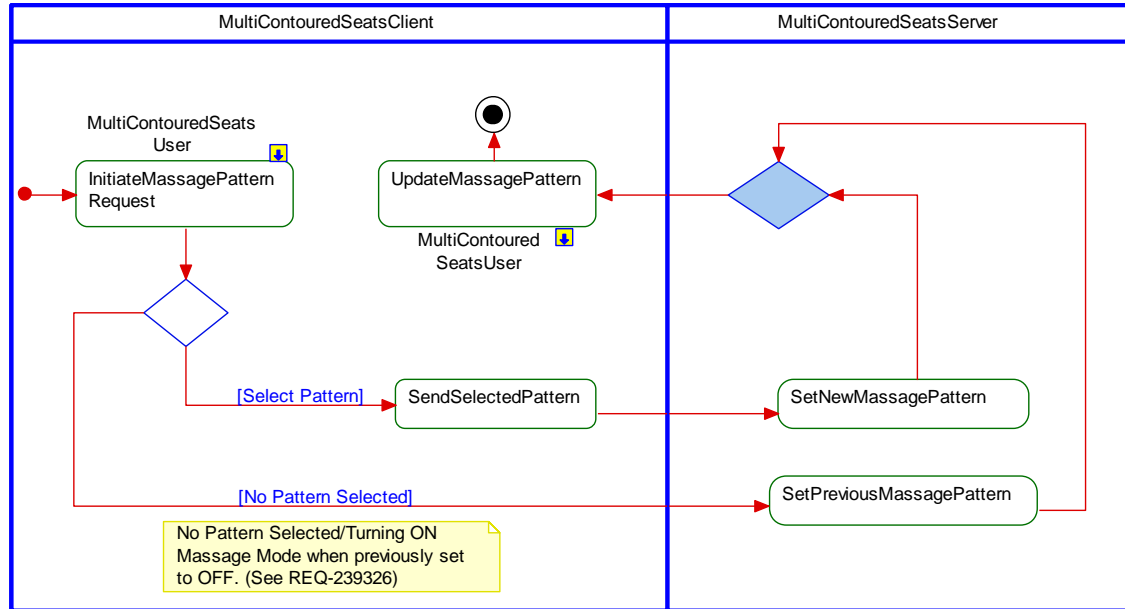 MultiContouredSeatsClient
MultiContouredSeatsServer
MultiContouredSeats
User
InitiateMassagePattern
Request
UpdateMassagePattern
MultiContoured
SeatsUser
[Select Pattern]
SendSelectedPattern
SetNewMassagePattern
[No Pattern Selected]
SetPreviousMassagePattern
No Pattern Selected/Turning ON
Massage Mode when previously set
to OFF. (See REQ-239326)